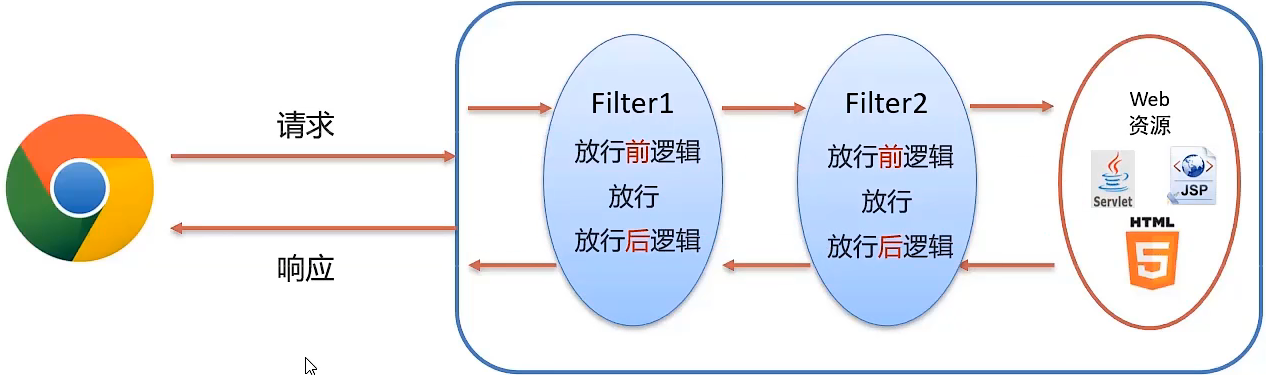 请求
响应
Filter1
放行前逻辑
放行
放行后逻辑
Filter2
放行前逻辑
放行
放行后逻辑
Web
资源
Servlet
JSP
HTML
5